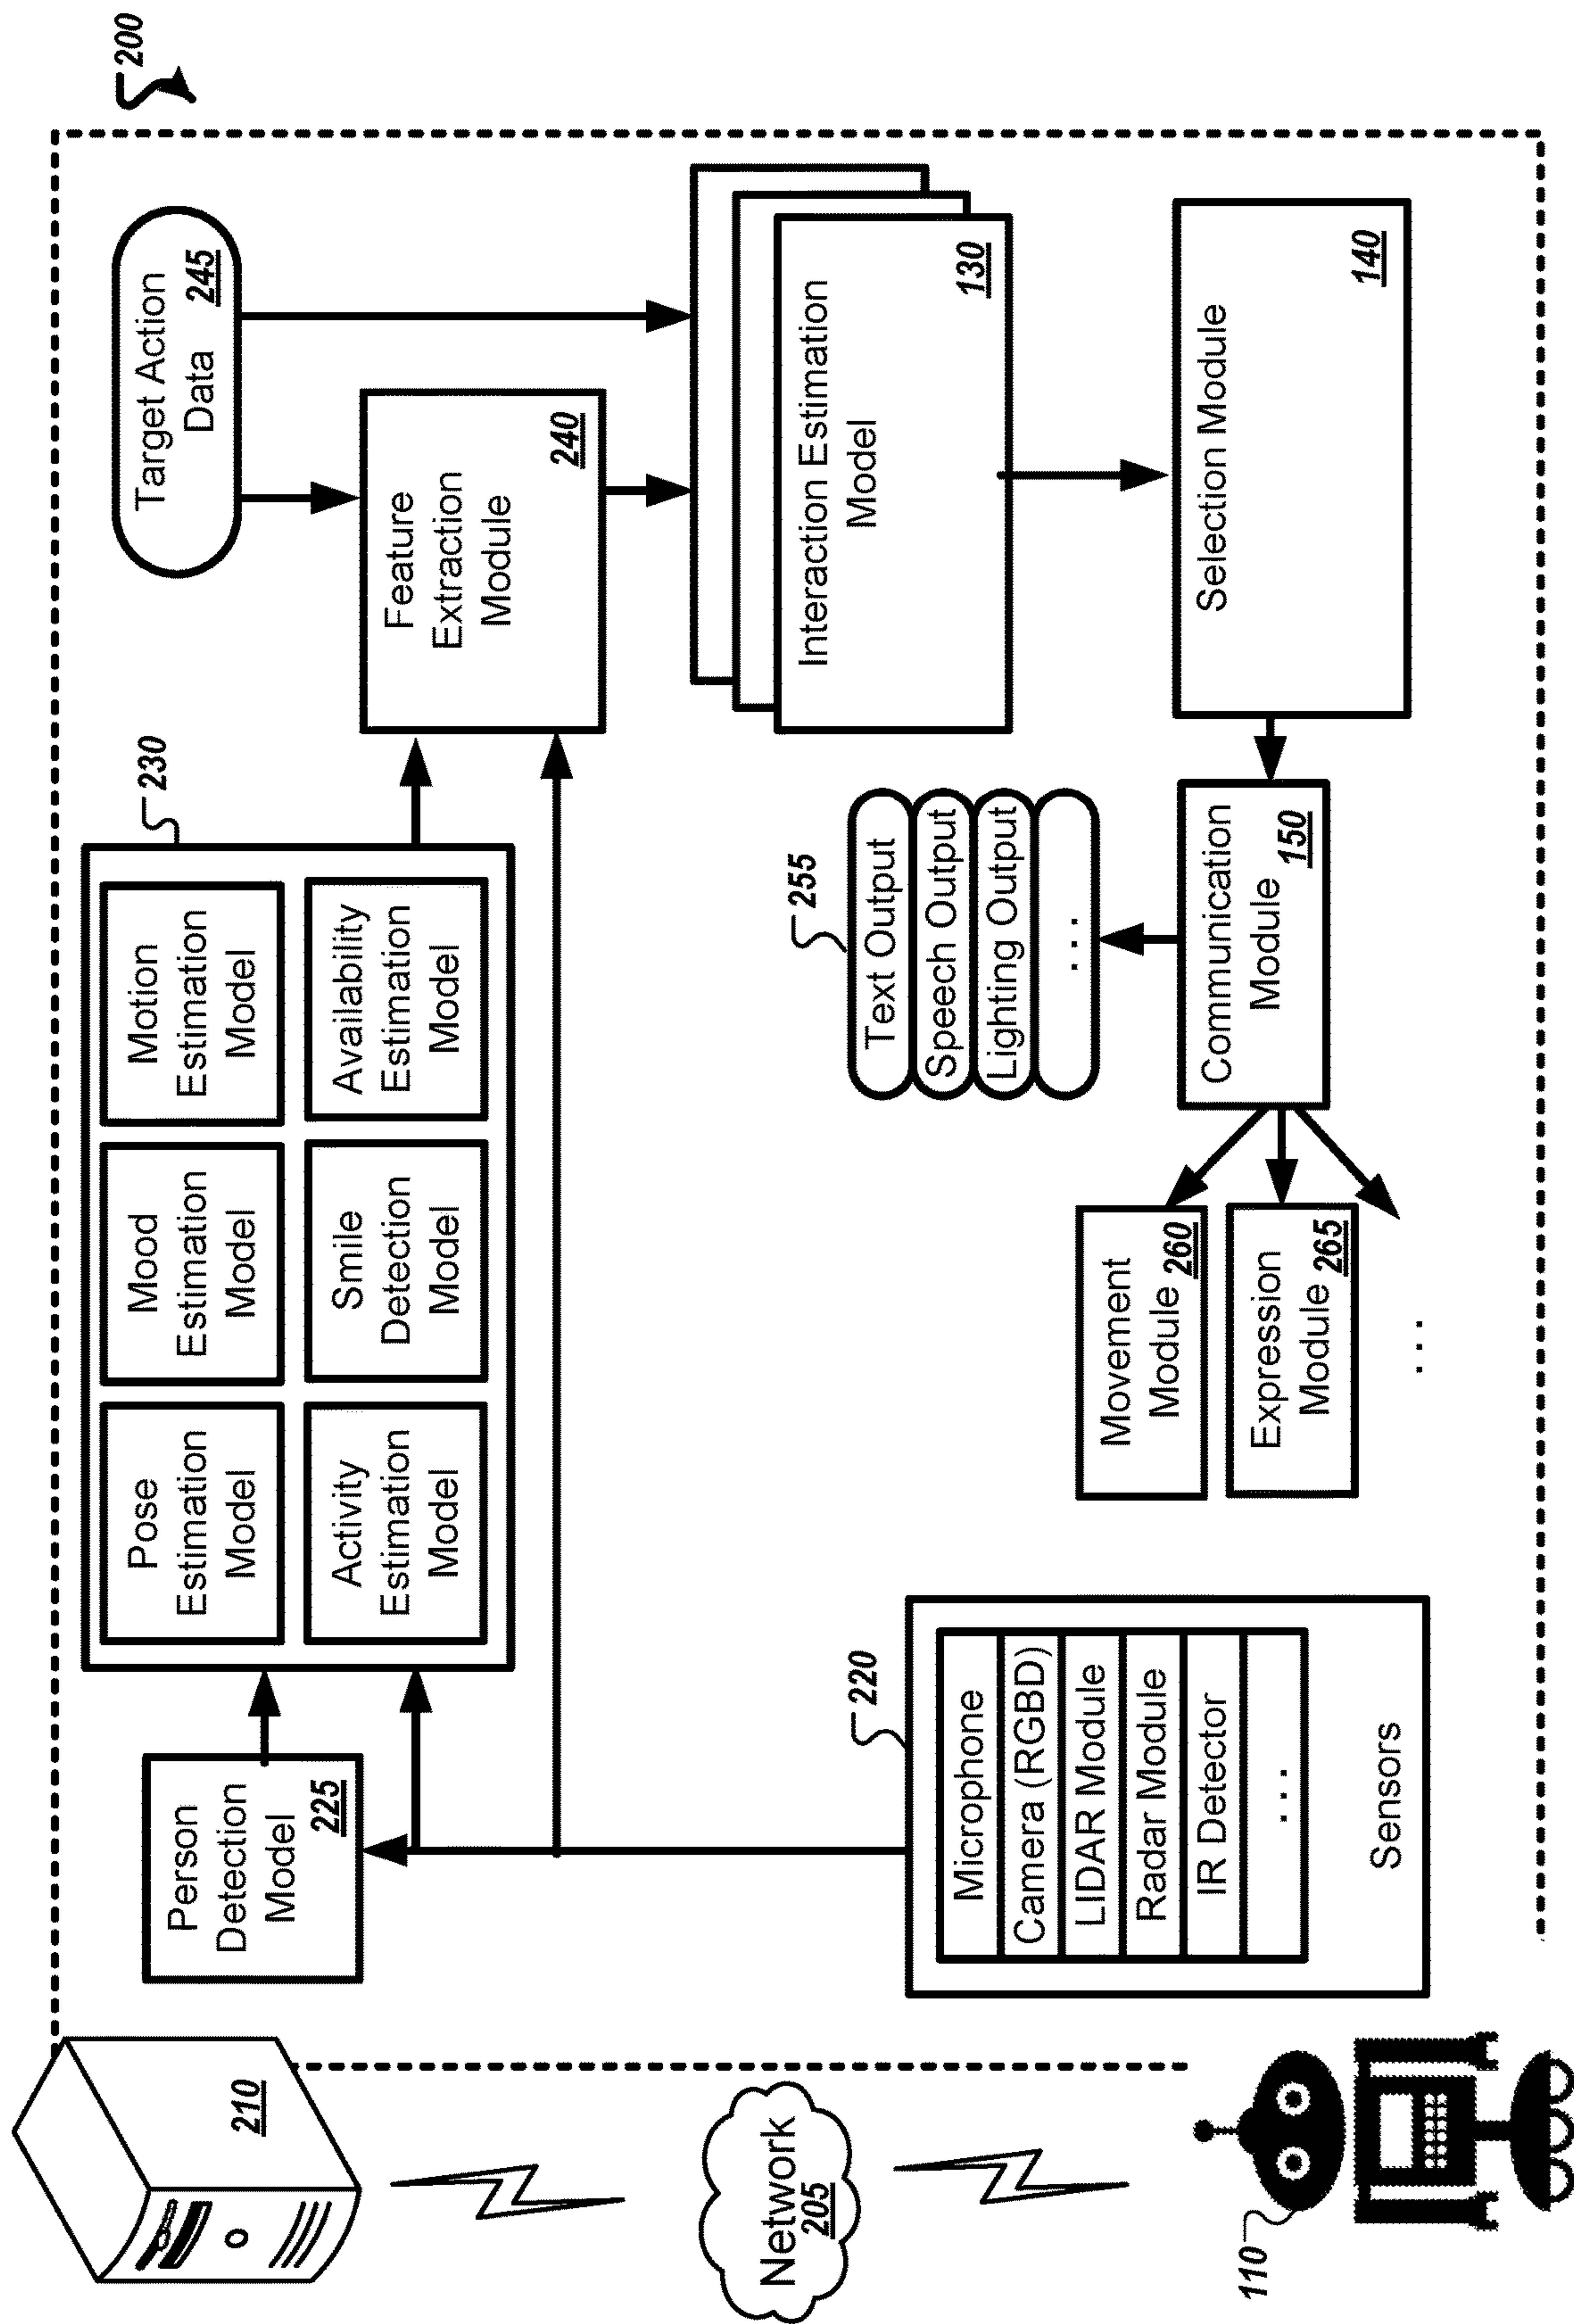 200
210
Network
205
110
Person
Detection
Model
225
Pose
Estimation
Model
Mood
Estimation
Model
Motion
Estimation
Model
Activity
Estimation
Model
Smile
Detection
Model
Availability
Estimation
Model
230
Target Action
Data
245
Feature
Extraction
Module
240
220
Microphone
Camera (RGBD)
LIDAR Module
Radar Module
IR Detector
...
Sensors
Interaction Estimation
Model
130
255
Text Output
Speech Output
Lighting Output
...
Movement
Module
260
Expression
Module
265
...
Communication
Module
150
Selection Module
140